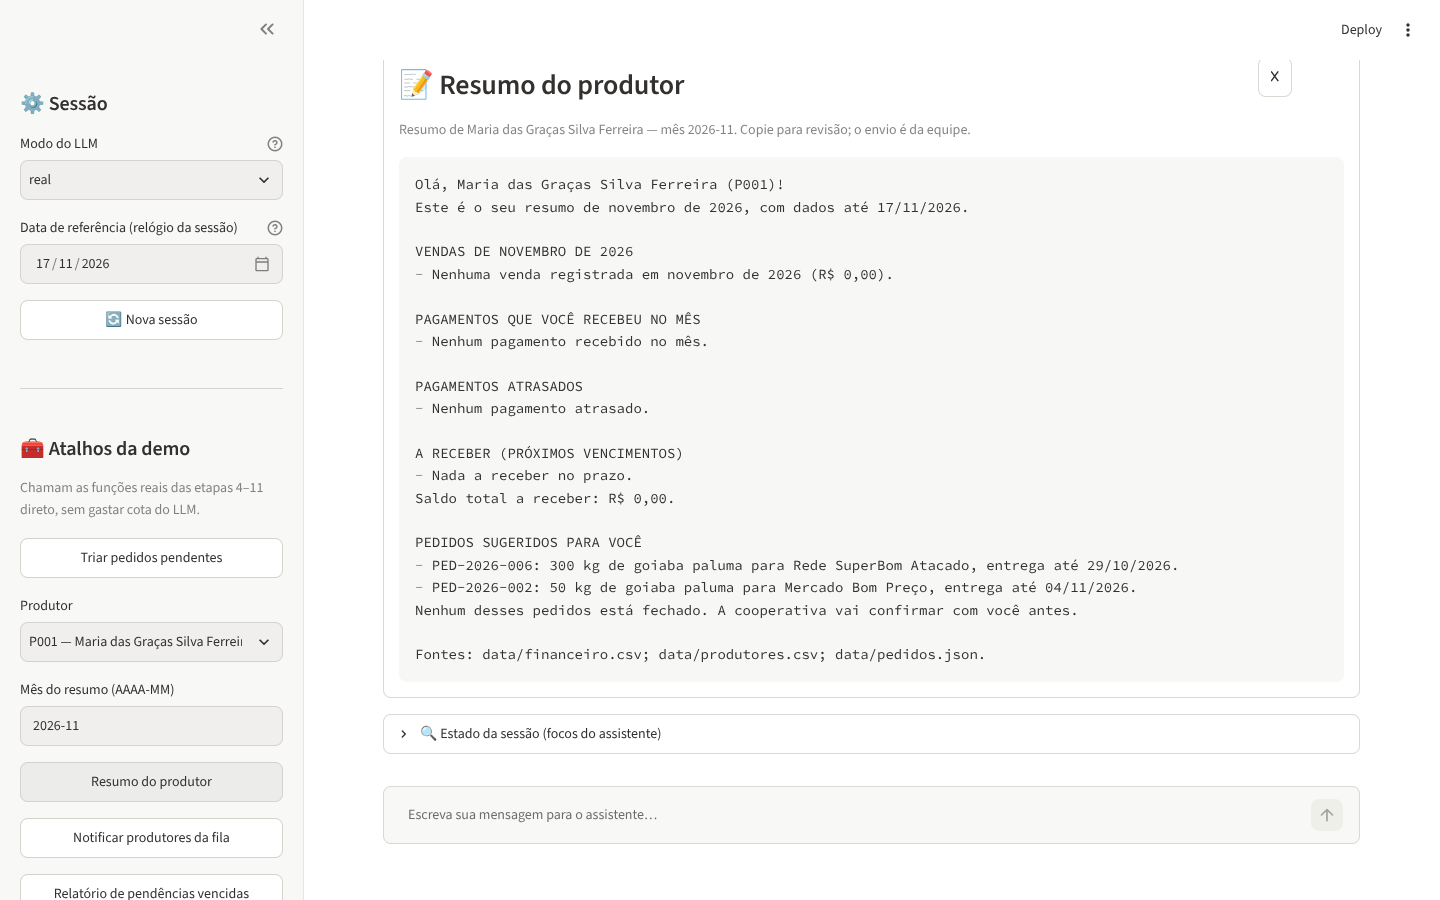 Deploy
Sessão
Modo do LLM
real
Data de referência (relógio da sessão)
17 / 11 / 2026
Nova sessão
Atalhos da demo
Chamam as funções reais das etapas 4–11
direto, sem gastar cota do LLM.
Triar pedidos pendentes
Produtor
P001 — Maria das Graças Silva Ferrei
Mês do resumo (AAAA-MM)
2026-11
Resumo do produtor
Notificar produtores da fila
Relatório de pendências vencidas
Resumo do produtor
X
Resumo de Maria das Graças Silva Ferreira — mês 2026-11. Copie para revisão; o envio é da equipe.
Olá, Maria das Graças Silva Ferreira (P001)!
Este é o seu resumo de novembro de 2026, com dados até 17/11/2026.
VENDAS DE NOVEMBRO DE 2026
- Nenhuma venda registrada em novembro de 2026 (R$ 0,00).
PAGAMENTOS QUE VOCÊ RECEBEU NO MÊS
- Nenhum pagamento recebido no mês.
PAGAMENTOS ATRASADOS
- Nenhum pagamento atrasado.
A RECEBER (PRÓXIMOS VENCIMENTOS)
- Nada a receber no prazo.
Saldo total a receber: R$ 0,00.
PEDIDOS SUGERIDOS PARA VOCÊ
- PED-2026-006: 300 kg de goiaba paluma para Rede SuperBom Atacado, entrega até 29/10/2026.
- PED-2026-002: 50 kg de goiaba paluma para Mercado Bom Preço, entrega até 04/11/2026.
Nenhum desses pedidos está fechado. A cooperativa vai confirmar com você antes.
Fontes: data/financeiro.csv; data/produtores.csv; data/pedidos.json.
Estado da sessão (focos do assistente)
Escreva sua mensagem para o assistente…